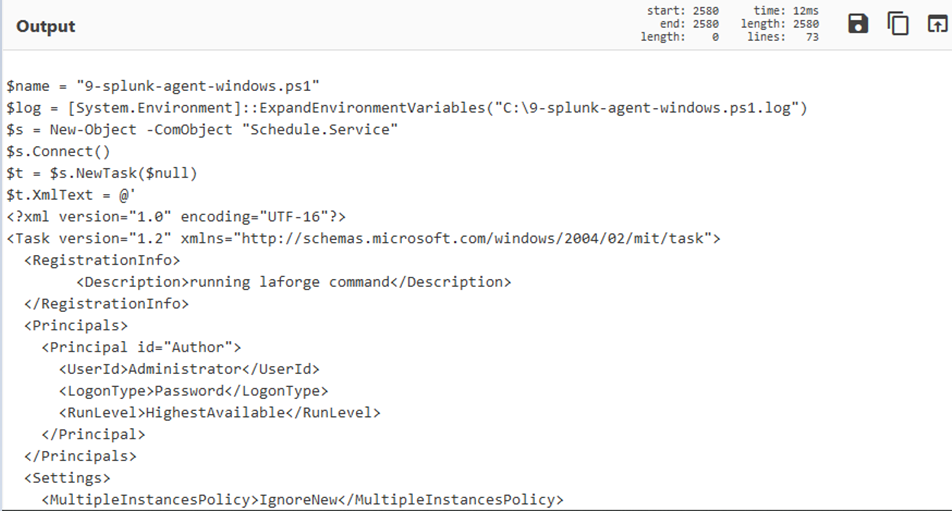 Output
start: 2580
end: 2580
length: 0
time: 12ms
length: 2580
lines: 73
$name = "9-splunk-agent-windows.ps1"
$log = [System.Environment]::ExpandEnvironmentVariables("C:\9-splunk-agent-windows.ps1.log")
$s = New-Object -ComObject "Schedule.Service"
$s.Connect()
$t = $s.NewTask($null)
$t.XmlText = @'
<?xml version="1.0" encoding="UTF-16"?>
<Task version="1.2" xmlns="http://schemas.microsoft.com/windows/2004/02/mit/task">
  <RegistrationInfo>
        <Description>running laforge command</Description>
  </RegistrationInfo>
  <Principals>
    <Principal id="Author">
      <UserId>Administrator</UserId>
      <LogonType>Password</LogonType>
      <RunLevel>HighestAvailable</RunLevel>
    </Principal>
  </Principals>
  <Settings>
    <MultipleInstancesPolicy>IgnoreNew</MultipleInstancesPolicy>